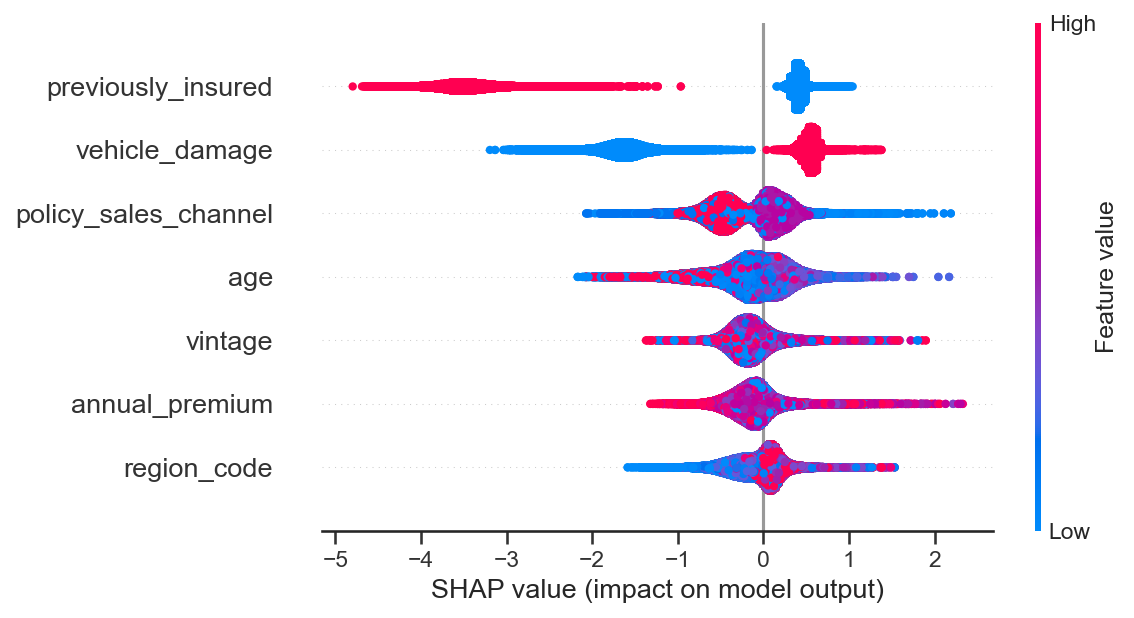 High
previously_insured
vehicle_damage
policy_sales_channel
age
vintage
annual_premium
region_code
Feature value
Low
−5 −4 −3 −2 −1 0 1 2
SHAP value (impact on model output)